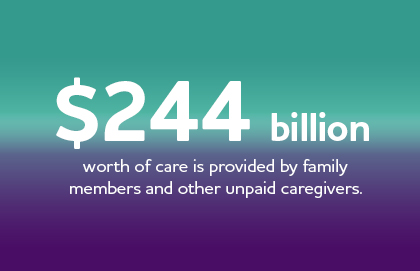 $244 billion
worth of care is provided by family
members and other unpaid caregivers.